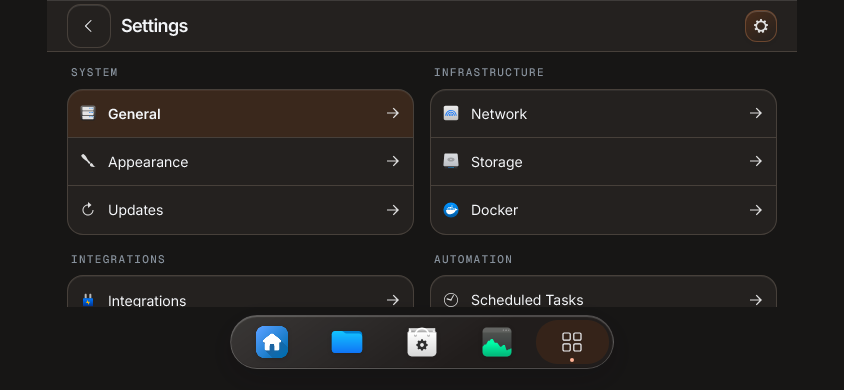 Settings
SYSTEM
General
Appearance
Updates
INFRASTRUCTURE
Network
Storage
Docker
INTEGRATIONS
Integrations
AUTOMATION
Scheduled Tasks